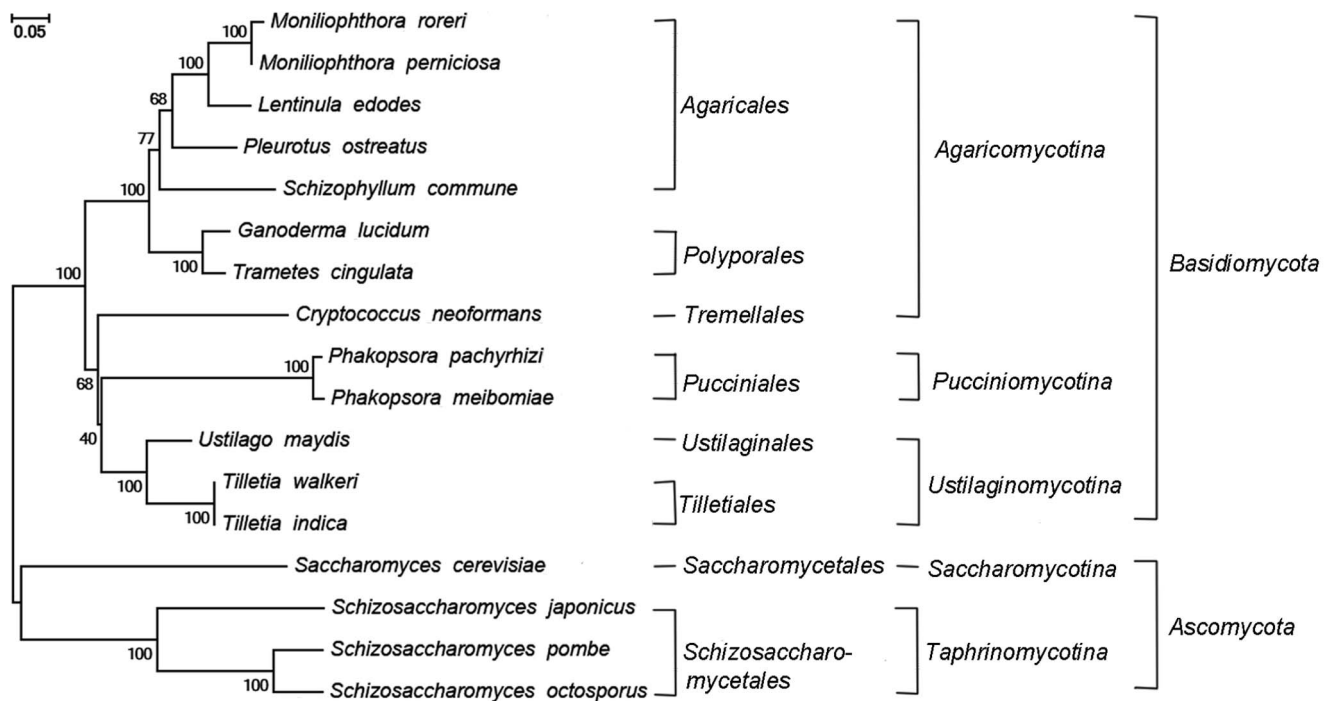 0.05
100
Moniliophthora roreri
Moniliophthora perniciosa
100
Lentinula edodes
68
Pleurotus ostreatus
77
Schizophyllum commune
Agaricales
100
Ganoderma lucidum
100
Trametes cingulata
Polyporales
100
Cryptococcus neoformans
Tremellales
Agaricomycotina
68
100
Phakopsora pachyrhizi
Phakopsora meibomiae
Pucciniales
Pucciniomycotina
40
Ustilago maydis
Ustilaginales
100
Tilletia walkeri
100
Tilletia indica
Tilletiales
Ustilaginomycotina
Basidiomycota
Saccharomyces cerevisiae
Saccharomycetales
Saccharomycotina
Schizosaccharomyces japonicus
100
Schizosaccharomyces pombe
100
Schizosaccharomyces octosporus
Schizosaccharo-
mycetales
Taphrinomycotina
Ascomycota